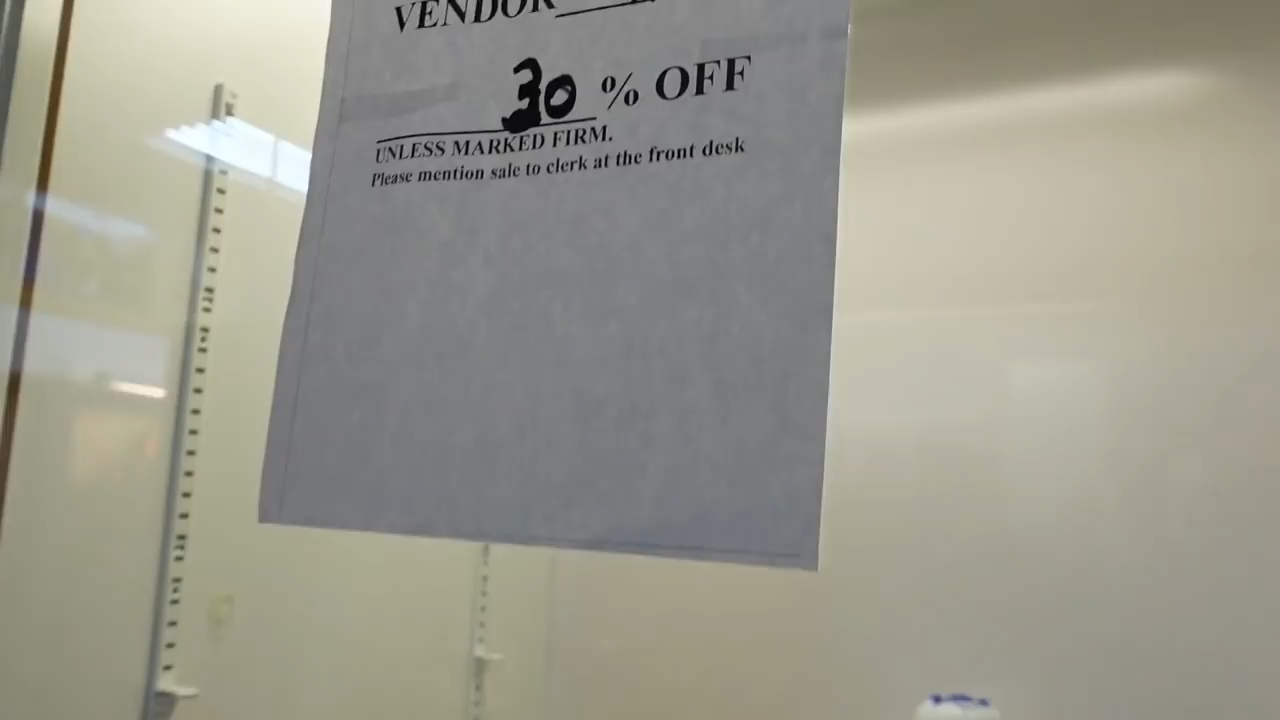 VENDOR
30 % OFF
UNLESS MARKED FIRM.
Please mention sale to clerk at the front desk